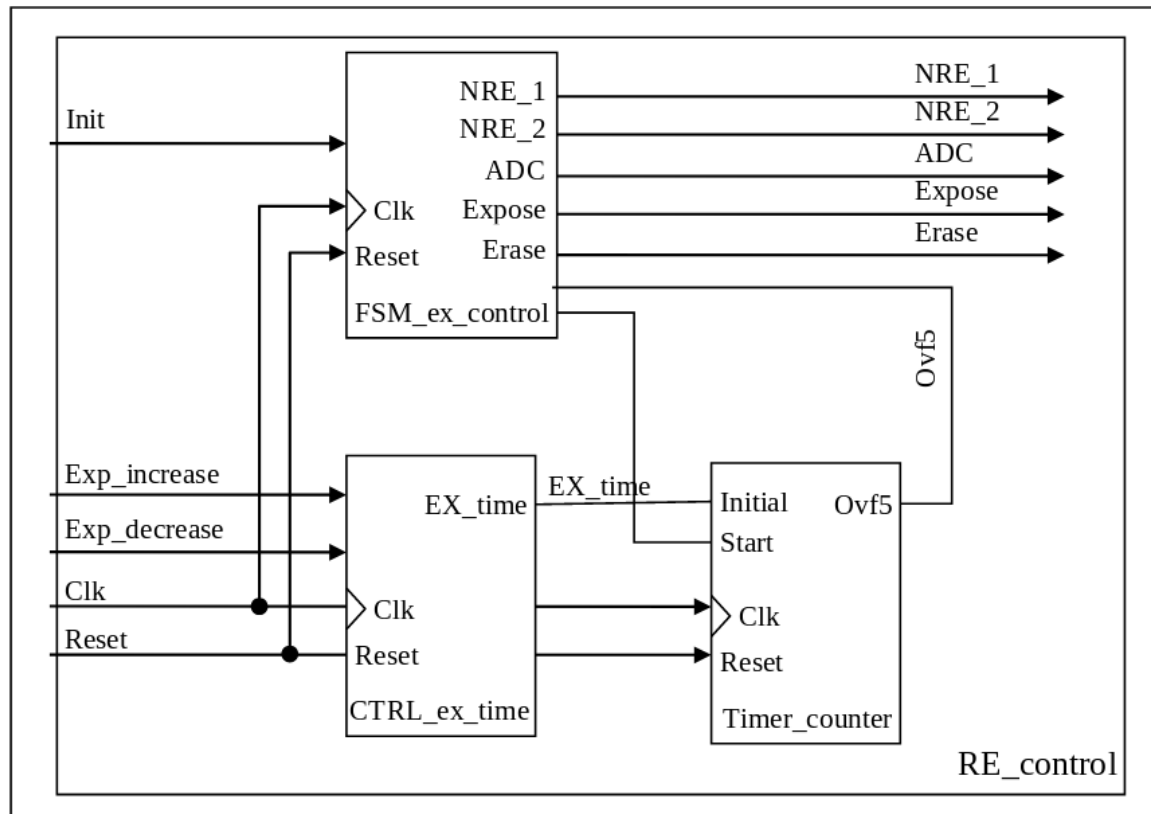 Init
NRE_1
NRE_2
ADC
Clk
Expose
Reset
Erase
FSM_ex_control
NRE_1
NRE_2
ADC
Expose
Erase
Ovf5
Exp_increase
Exp_decrease
Clk
Reset
EX_time
Clk
Reset
CTRL_ex_time
EX_time
Initial
Ovf5
Start
Clk
Reset
Timer_counter
RE_control